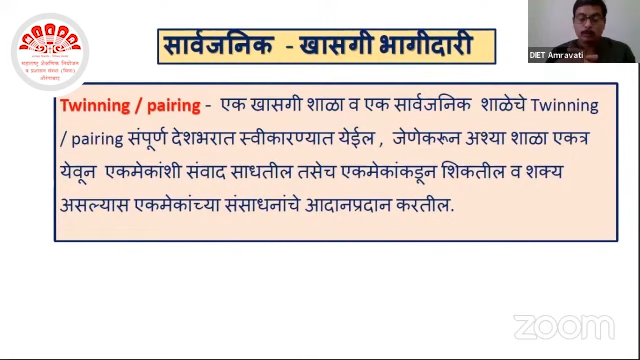 सार्वजनिक - खासगी भागीदारी
DIET Amravati
Twinning / pairing - एक खासगी शाळा व एक सार्वजनिक शाळेचे Twinning
/ pairing संपूर्ण देशभरात स्वीकारण्यात येईल , जेणेकरून अश्या शाळा एकत्र
येवून एकमेकांशी संवाद साधतील तसेच एकमेकांकडून शिकतील व शक्य
असल्यास एकमेकांच्या संसाधनांचे आदानप्रदान करतील.
zoom